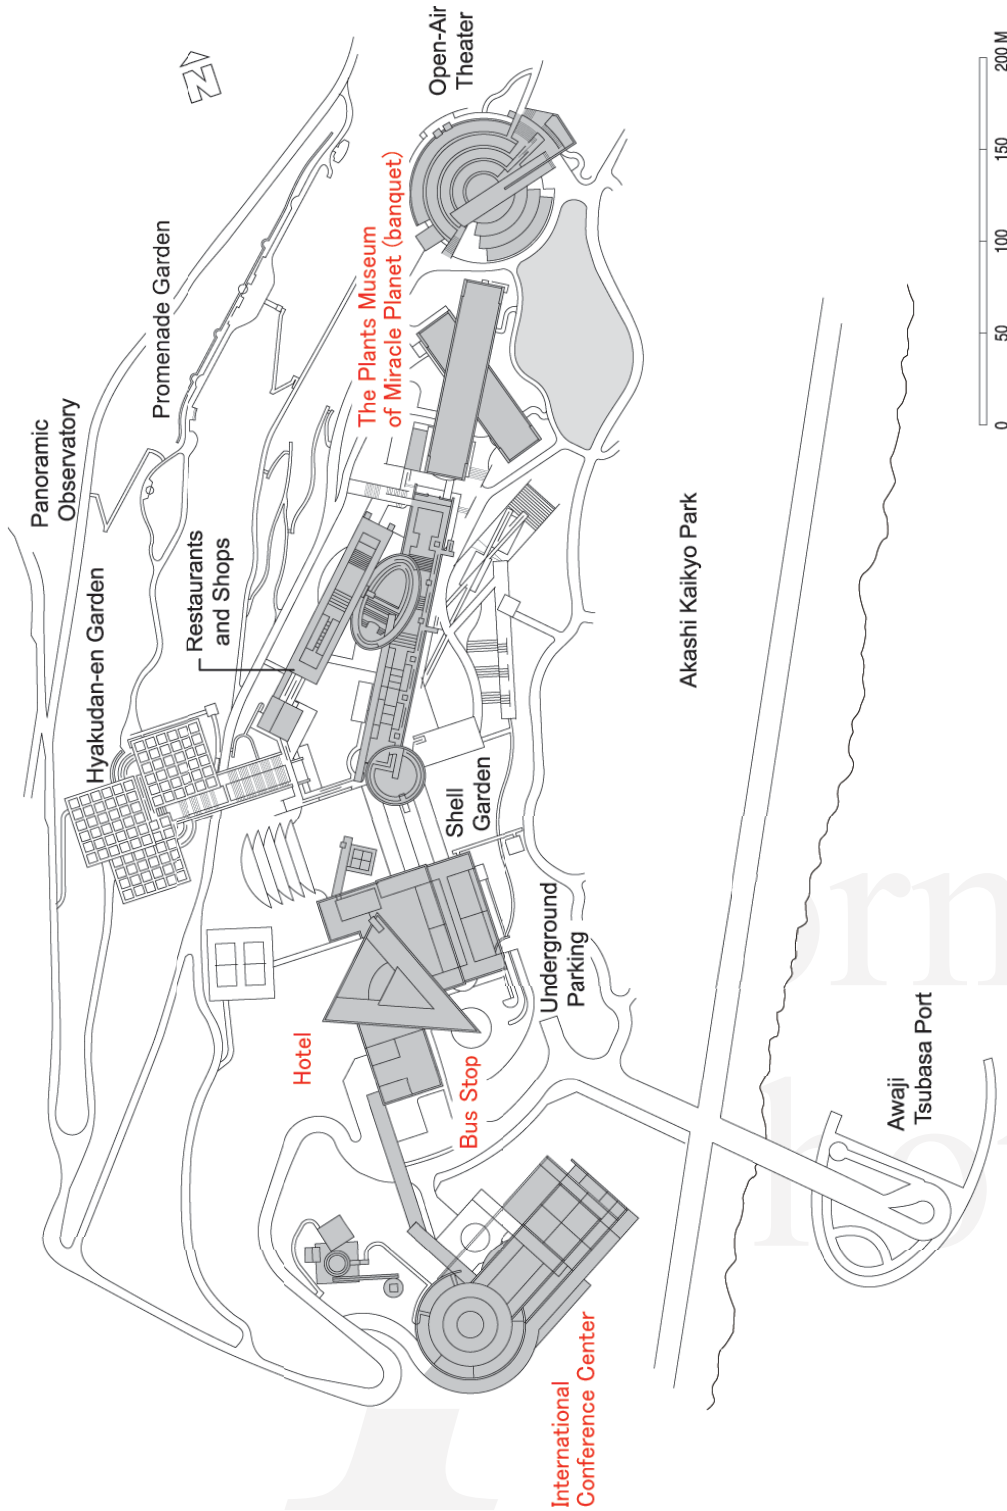 Open-Air
Theater
The Plants Museum
of Miracle Planet (banquet)
Promenade Garden
Panoramic
Observatory
Restaurants
and Shops
Hyakudan-en Garden
Akashi Kaikyo Park
Shell
Garden
Underground
Parking
Hotel
Bus Stop
Awaji
Tsubasa Port
International
Conference Center
N
0 50 100 150 200 M